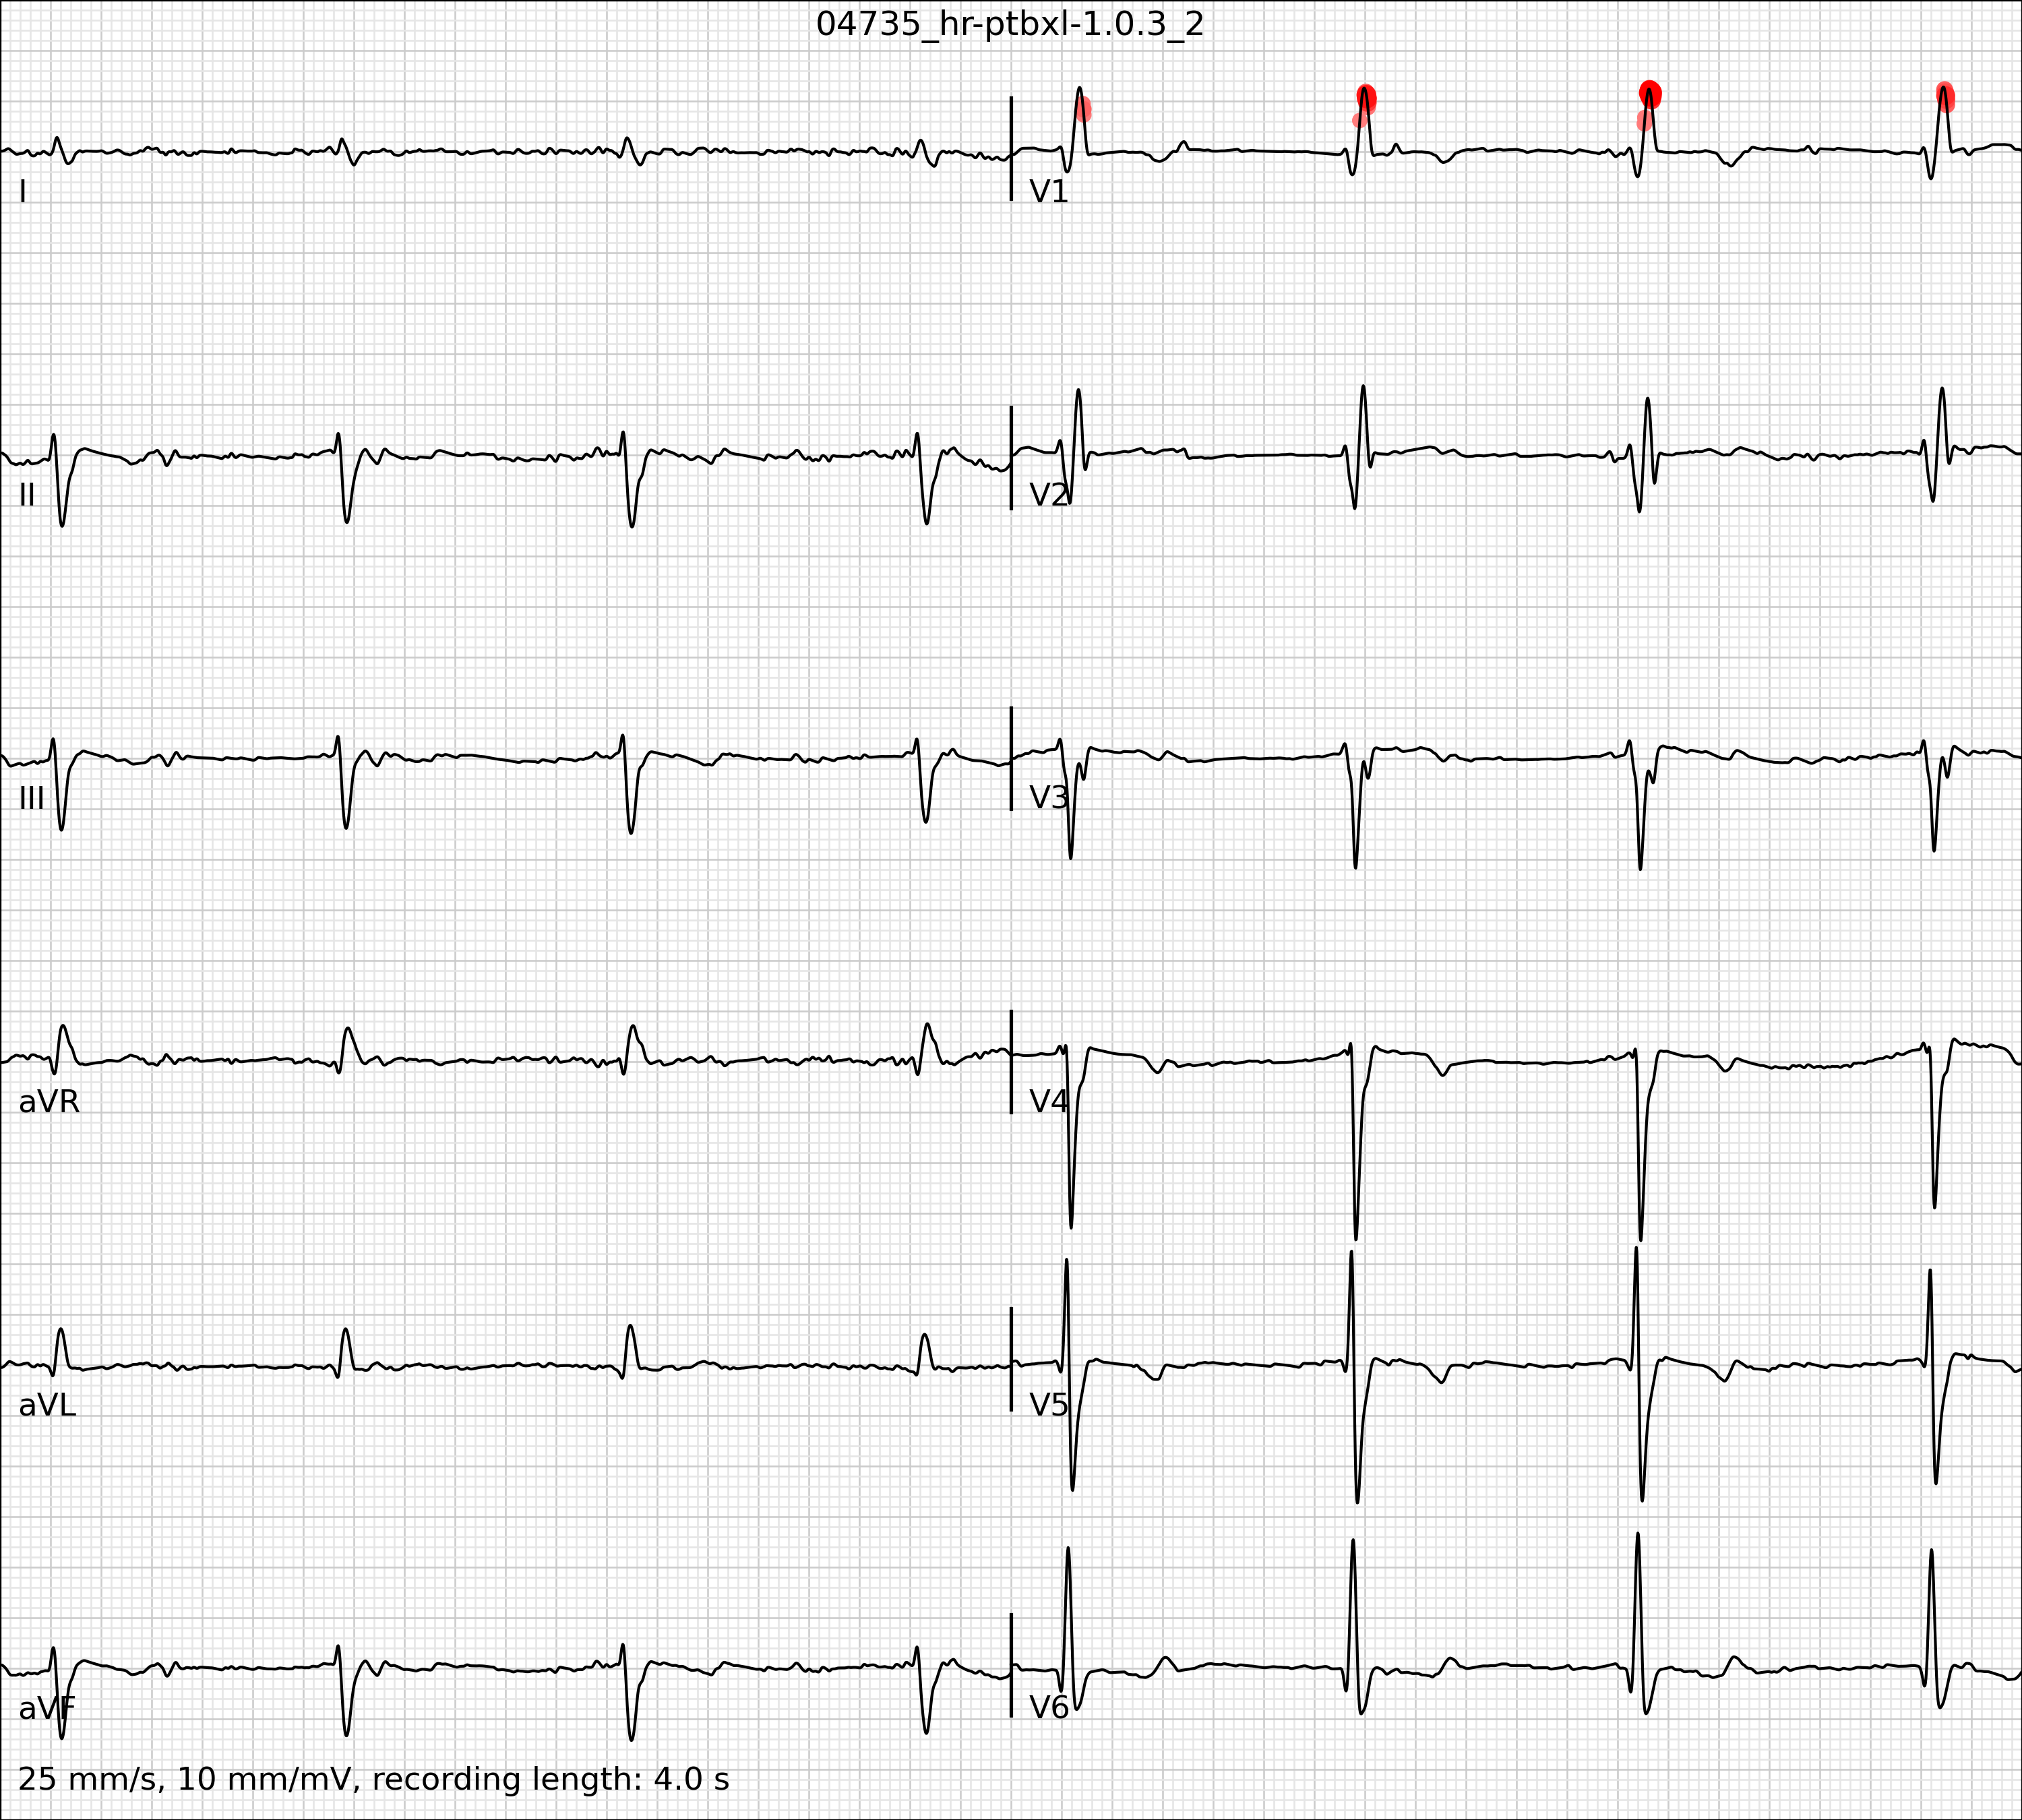 04735_hr-ptbxl-1.0.3_2
I
V1
II
V2
III
V3
aVR
V4
aVL
V5
aVF
V6
25 mm/s, 10 mm/mV, recording length: 4.0 s